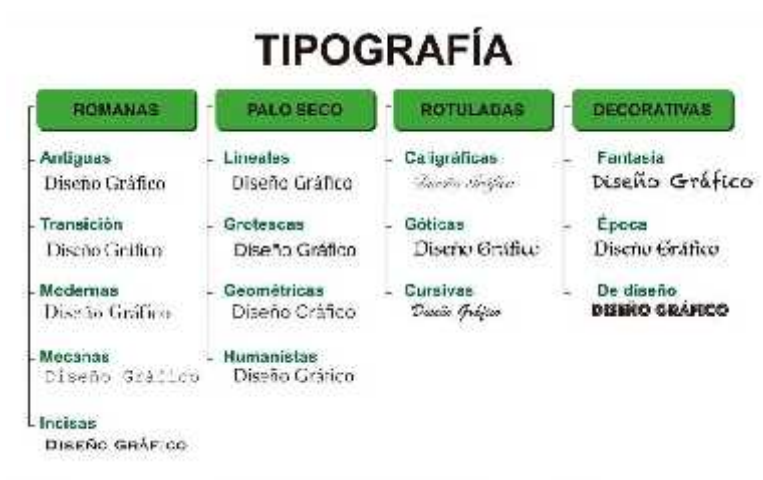 TIPOGRAFÍA
ROMANAS
Antiguas
Diseño Gráfico
Transición
Diseño Gráfico
Modernas
Diseño Gráfico
Mecanas
Diseño Gráfico
Incisas
DISEÑO GRÁFICO
PALO SECO
Lineales
Diseño Gráfico
Grotescas
Diseño Gráfico
Geométricas
Diseño Gráfico
Humanistas
Diseño Gráfico
ROTULADAS
Caligráficas
Diseño Gráfico
Góticas
Diseño Gráfico
Cursivas
Diseño Gráfico
DECORATIVAS
Fantasía
Diseño Gráfico
Época
Diseño Gráfico
De diseño
DISEÑO GRÁFICO